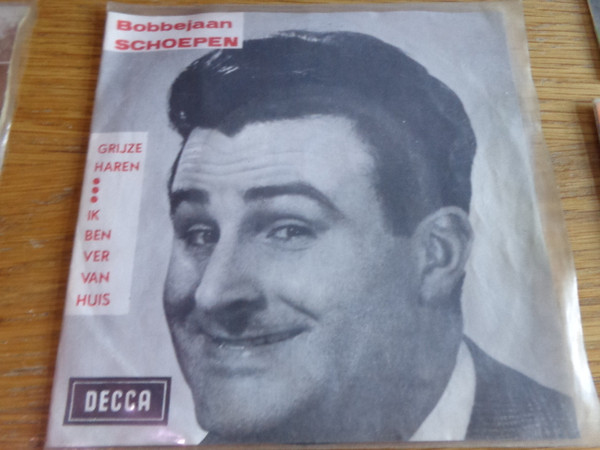 Bobbejaan
SCHOEPEN
GRIJZE
HAREN
IK
BEN
VER
VAN
HUIS
DECCA